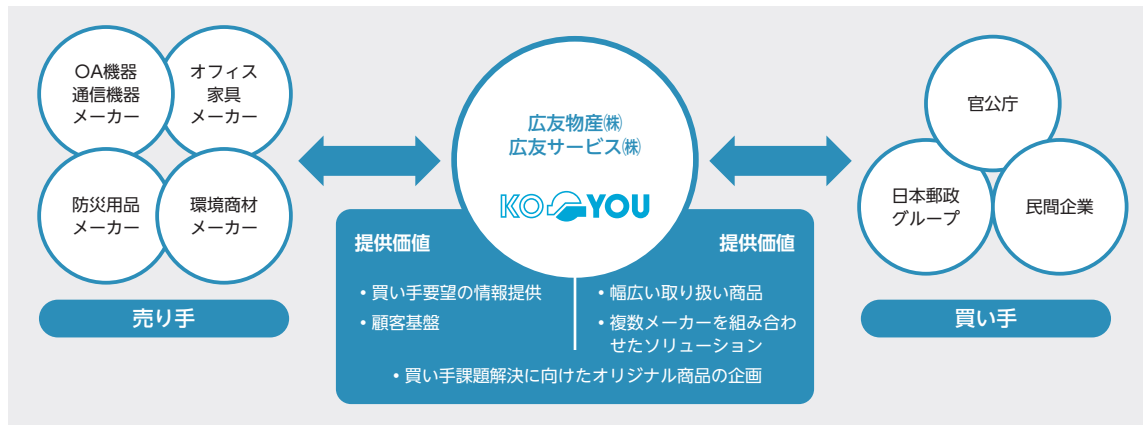 OA機器
通信機器
メーカー
オフィス
家具
メーカー
防災用品
メーカー
環境商材
メーカー
売り手
広友物産㈱
広友サービス㈱
KOYOU
提供価値
・買い手要望の情報提供
・顧客基盤
提供価値
・幅広い取り扱い商品
・複数メーカーを組み合わ
せたソリューション
・買い手課題解決に向けたオリジナル商品の企画
官公庁
日本郵政
グループ
民間企業
買い手